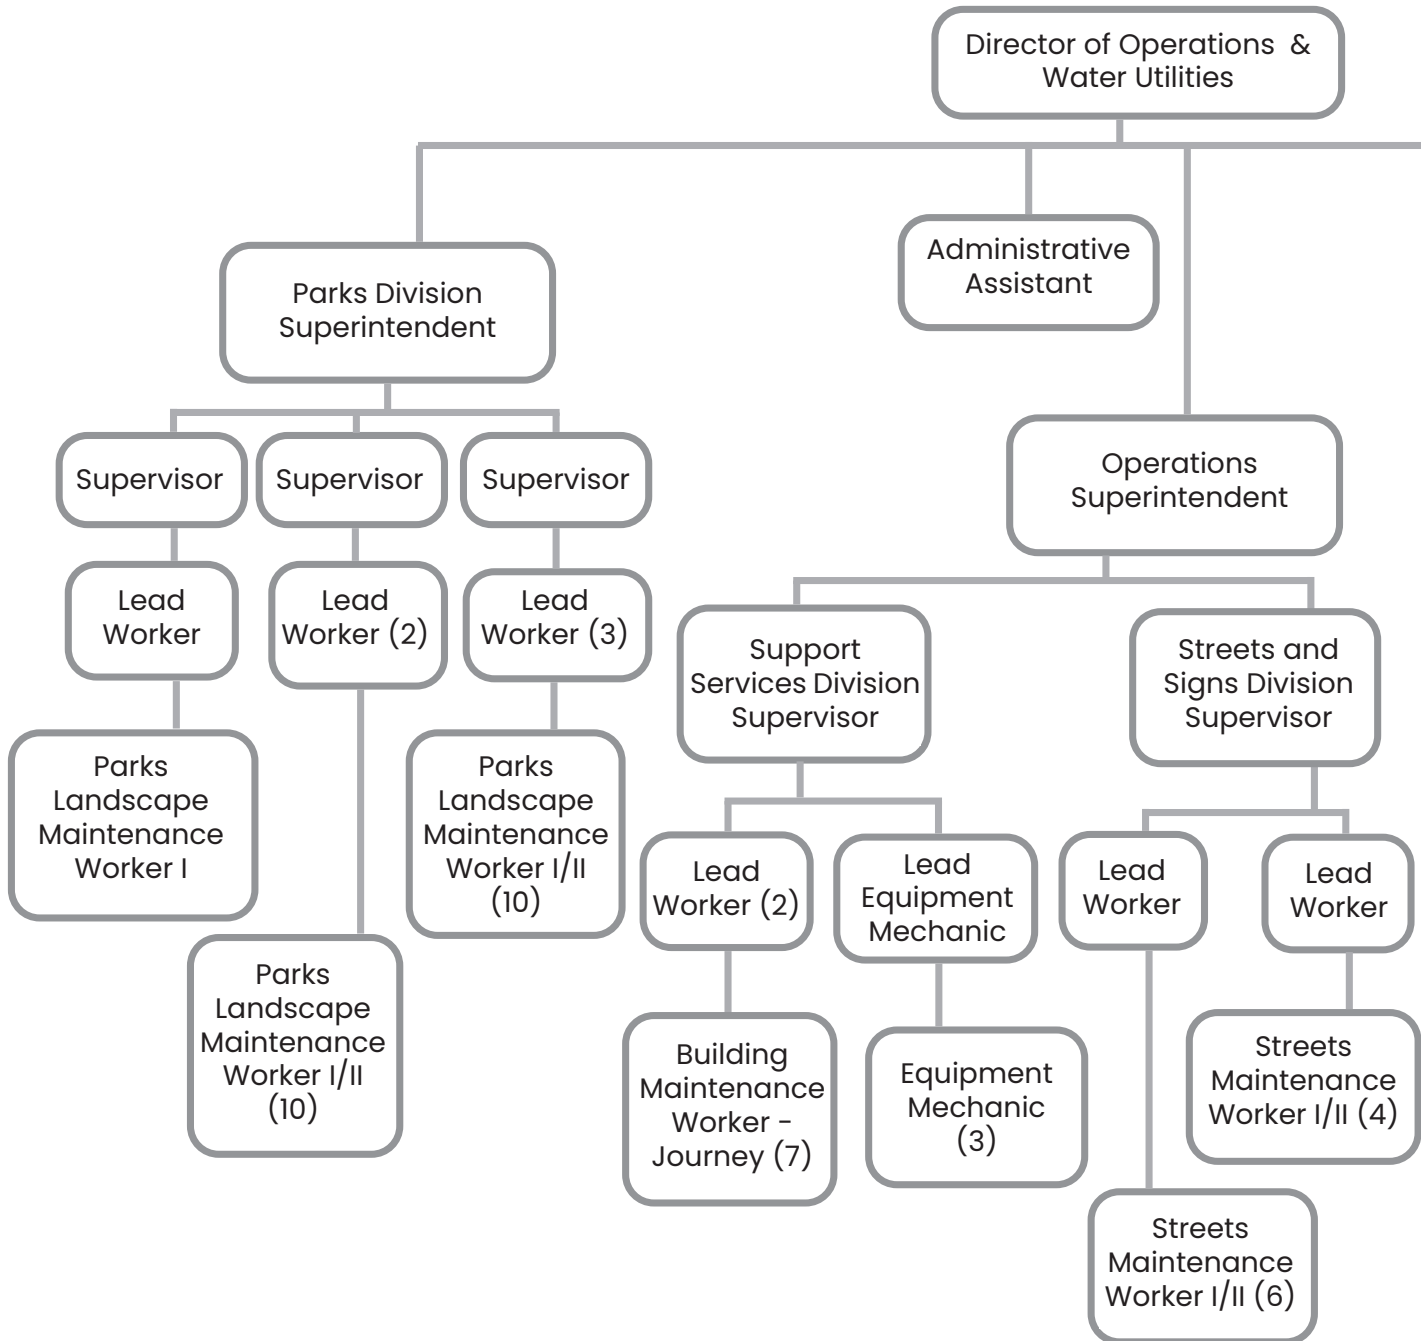 Director of Operations &
Water Utilities
Administrative
Assistant
Parks Division
Superintendent
Operations
Superintendent
Supervisor
Supervisor
Supervisor
Lead
Worker
Lead
Worker (2)
Lead
Worker (3)
Support
Services Division
Supervisor
Streets and
Signs Division
Supervisor
Parks
Landscape
Maintenance
Worker I
Parks
Landscape
Maintenance
Worker I/II
(10)
Parks
Landscape
Maintenance
Worker I/II
(10)
Lead
Worker (2)
Lead
Equipment
Mechanic
Lead
Worker
Lead
Worker
Building
Maintenance
Worker -
Journey (7)
Equipment
Mechanic
(3)
Streets
Maintenance
Worker I/II (4)
Streets
Maintenance
Worker I/II (6)